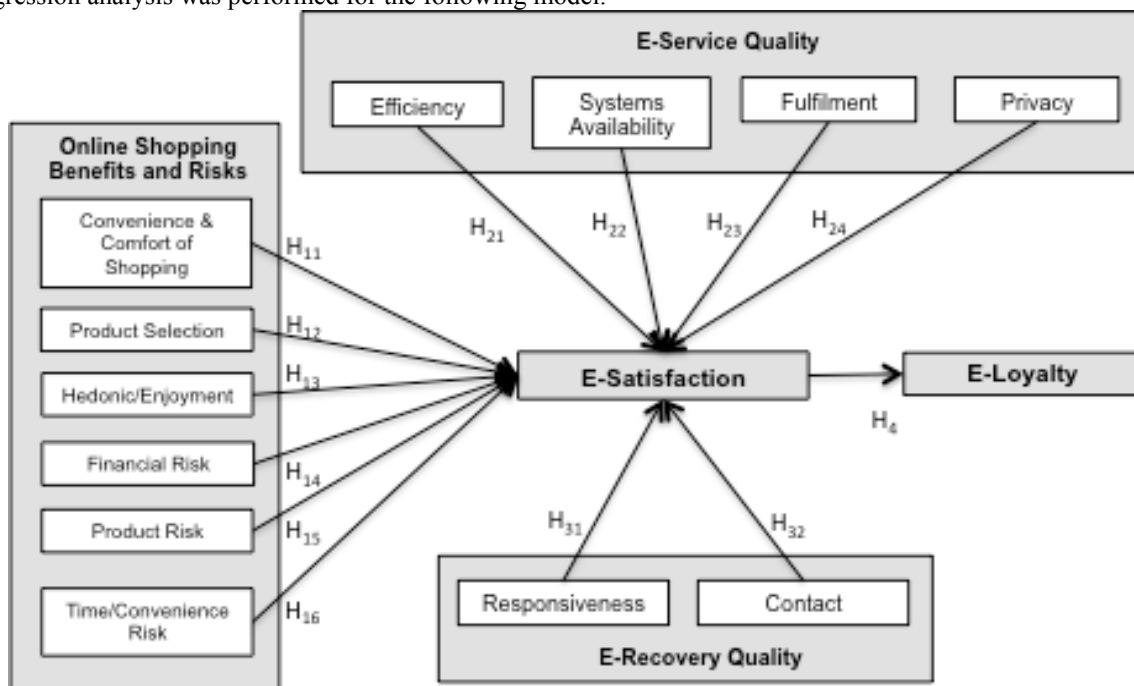 gression analysis was performed for the following model:
E-Service Quality
Efficiency
Systems
Availability
Fulfilment
Privacy
Online Shopping
Benefits and Risks
Convenience &
Comfort of
Shopping
Product Selection
Hedonic/Enjoyment
Financial Risk
Product Risk
Time/Convenience
Risk
H11
H12
H13
H14
H15
H16
H21
H22
H23
H24
E-Satisfaction
E-Loyalty
H4
H31
H32
Responsiveness
Contact
E-Recovery Quality